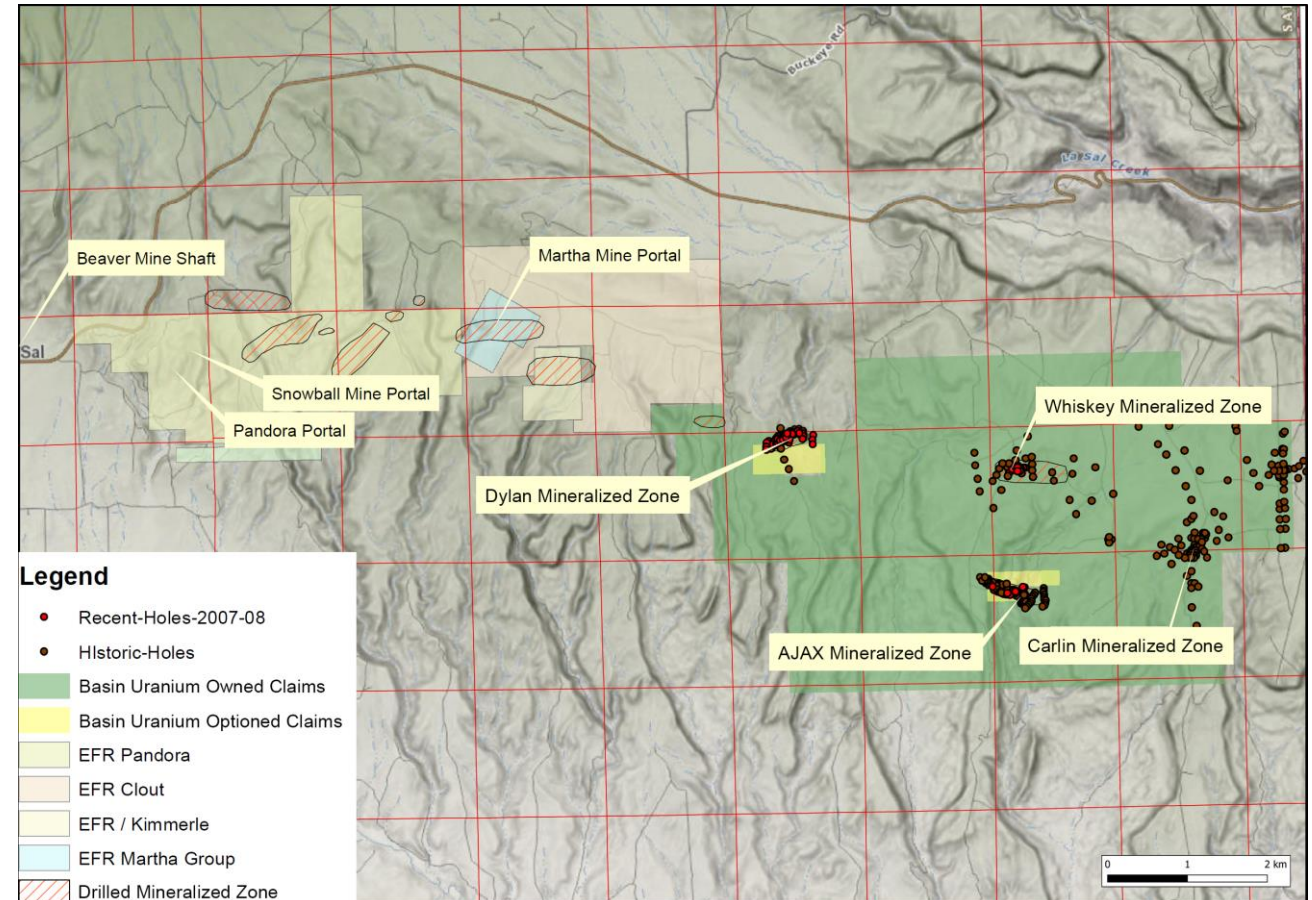 Buckeye Rd
La Sal Creek
Beaver Mine Shaft
Martha Mine Portal
Sal
Snowball Mine Portal
Pandora Portal
Whiskey Mineralized Zone
Dylan Mineralized Zone
AJAX Mineralized Zone
Carlin Mineralized Zone
Legend
Recent-Holes-2007-08
HIstoric-Holes
Basin Uranium Owned Claims
Basin Uranium Optioned Claims
EFR Pandora
EFR Clout
EFR / Kimmerle
EFR Martha Group
Drilled Mineralized Zone
0 1 2 km